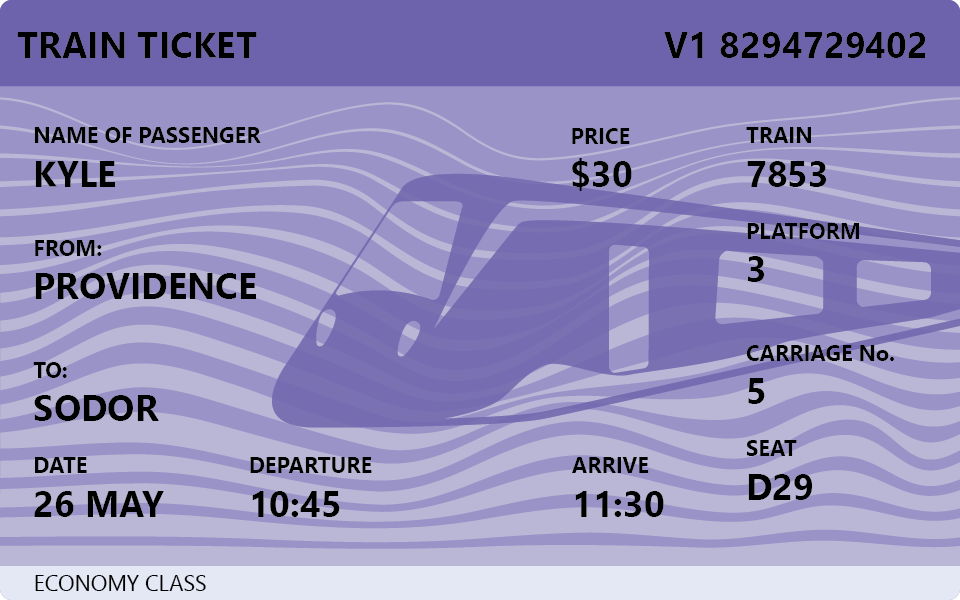 TRAIN TICKET
V1 8294729402
NAME OF PASSENGER
KYLE
PRICE
$30
TRAIN
7853
FROM:
PROVIDENCE
PLATFORM
3
TO:
SODOR
CARRIAGE No.
5
DATE
26 MAY
DEPARTURE
10:45
ARRIVE
11:30
SEAT
D29
ECONOMY CLASS